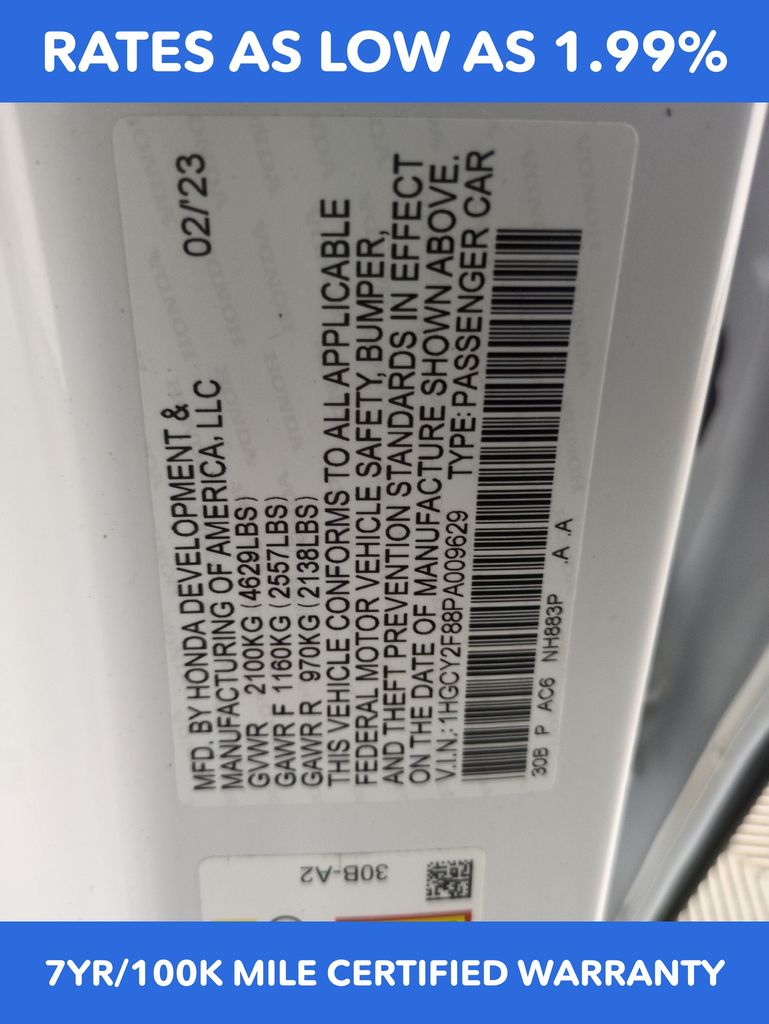 RATES AS LOW AS 1.99%
MFD. BY HONDA DEVELOPMENT & 02/'23
MANUFACTURING OF AMERICA, LLC
GVWR 2100KG (4629LBS)
GAWR F 1160KG (2557LBS)
GAWR R 970KG (2138LBS)
THIS VEHICLE CONFORMS TO ALL APPLICABLE
FEDERAL MOTOR VEHICLE SAFETY, BUMPER,
AND THEFT PREVENTION STANDARDS IN EFFECT
ON THE DATE OF MANUFACTURE SHOWN ABOVE.
V.I.N.: 1HGCY2F88PA009629 TYPE: PASSENGER CAR
30B P AC6 NH883P .A .A
30B-A2
7YR/100K MILE CERTIFIED WARRANTY